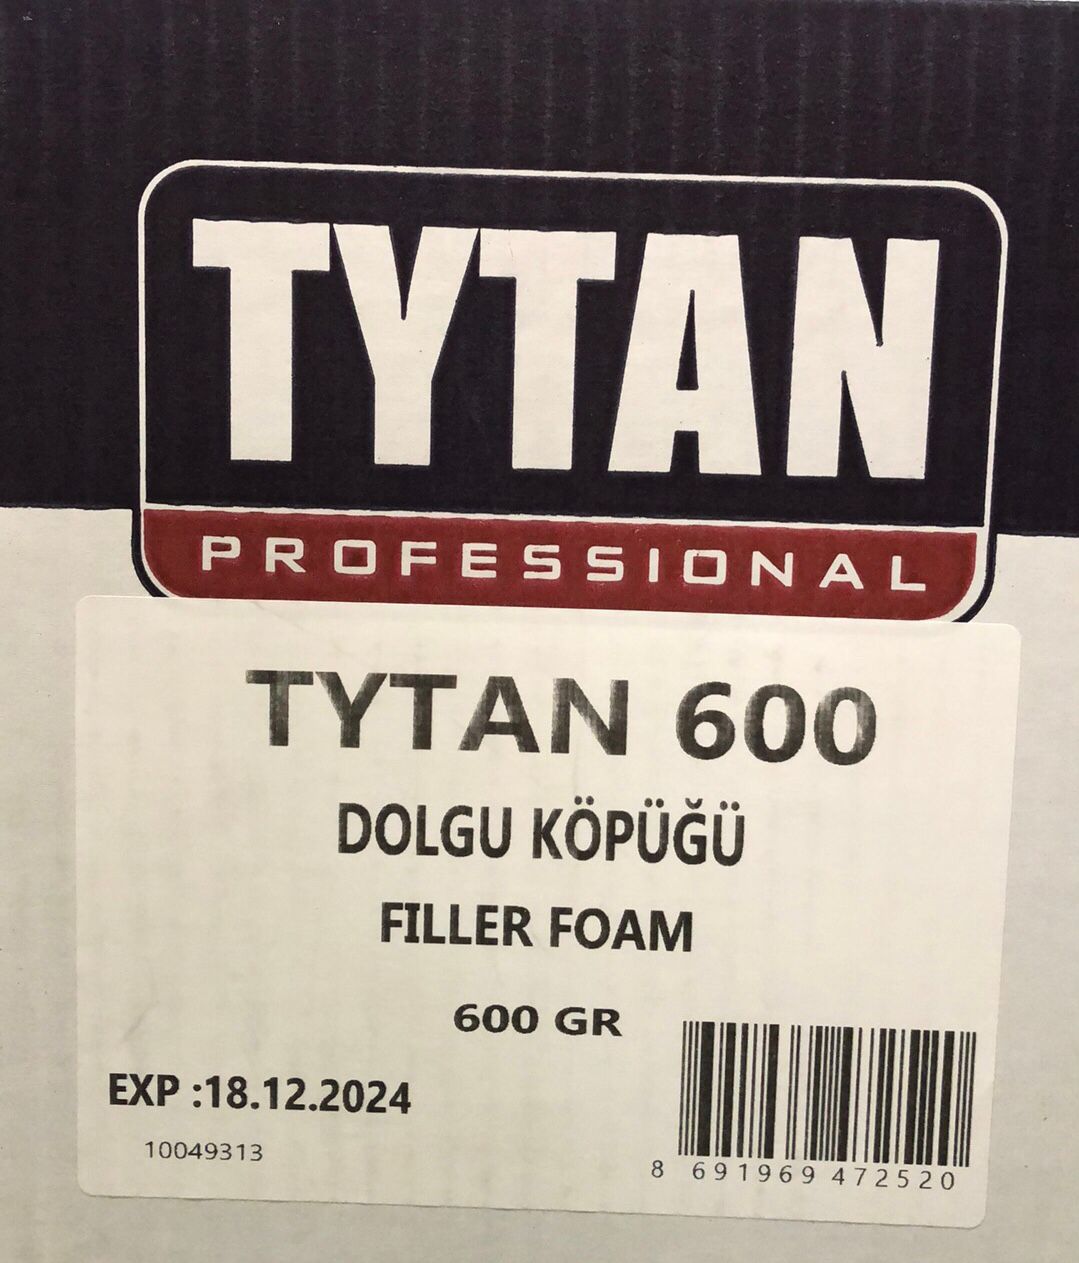 TYTAN
PROFESSIONAL
TYTAN 600
DOLGU KÖPÜĞÜ
FILLER FOAM
600 GR
EXP :18.12.2024
10049313
8 691969 472520